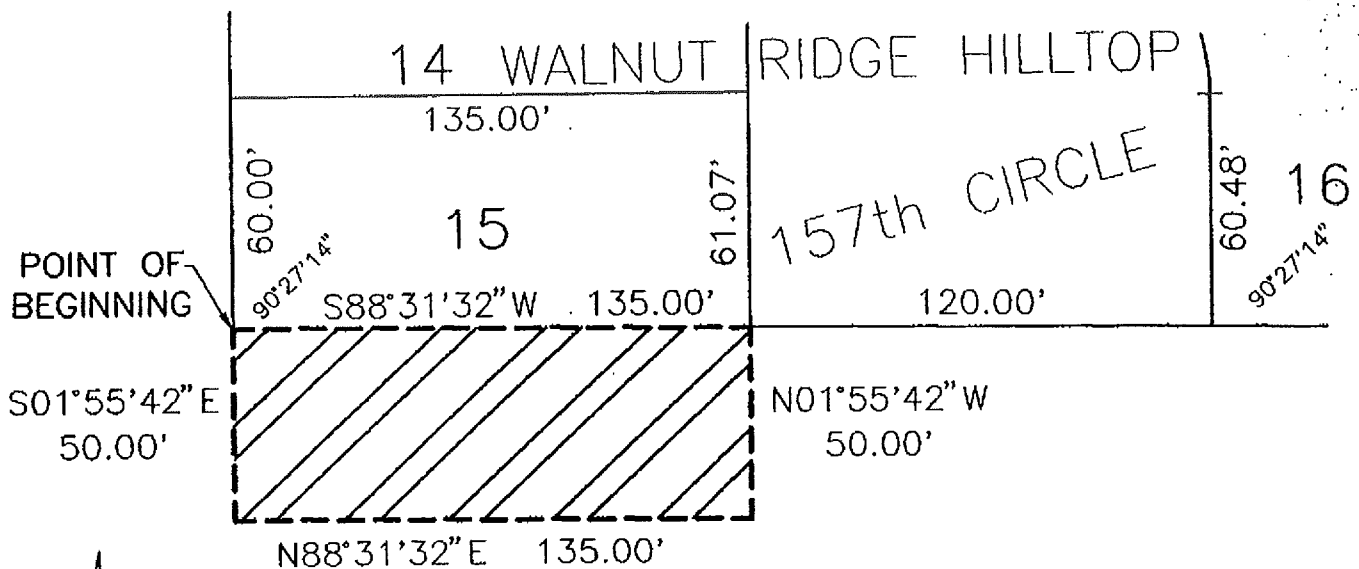 14 WALNUT RIDGE HILLTOP
135.00'
60.00'
15
61.07'
157th CIRCLE
60.48'
16
90°27'14"
90°27'14"
POINT OF
BEGINNING
S88°31'32"W 135.00'
120.00'
S01°55'42"E
50.00'
N01°55'42"W
50.00'
N88°31'32"E 135.00'